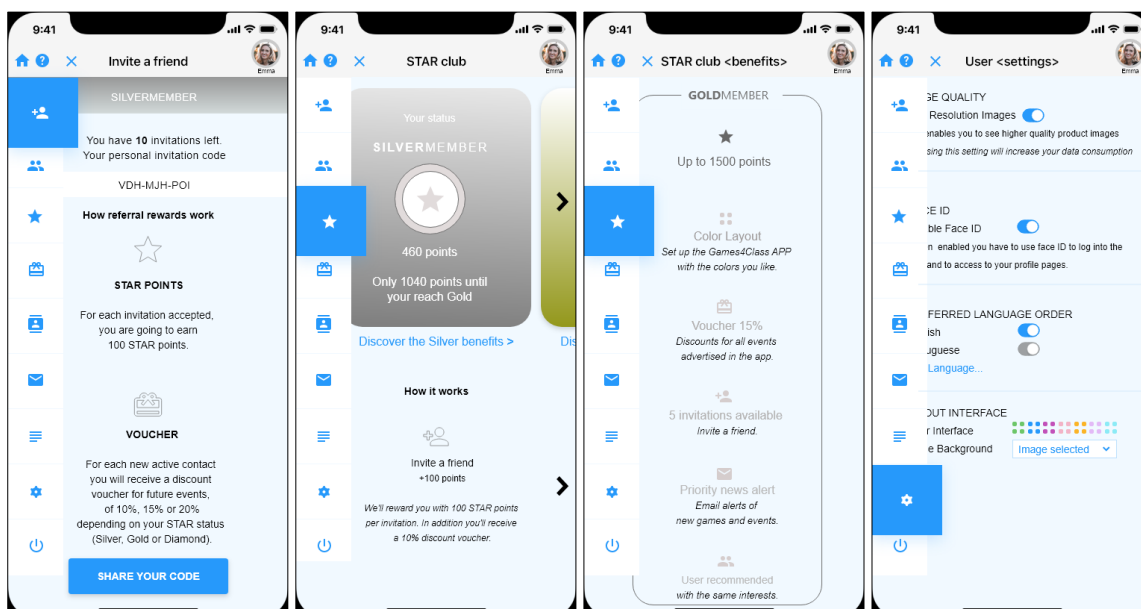 9:41
Invite a friend
Emma
SILVERMEMBER
You have 10 invitations left.
Your personal invitation code
VDH-MJH-POI
How referral rewards work
STAR POINTS
For each invitation accepted,
you are going to earn
100 STAR points.
VOUCHER
For each new active contact
you will receive a discount
voucher for future events,
of 10%, 15% or 20%
depending on your STAR status
(Silver, Gold or Diamond).
SHARE YOUR CODE
9:41
STAR club
Emma
Your status
SILVERMEMBER
460 points
Only 1040 points until
your reach Gold
Discover the Silver benefits >
Dis
How it works
Invite a friend
+100 points
We'll reward you with 100 STAR points
per invitation. In addition you'll receive
a 10% discount voucher.
9:41
STAR club <benefits>
Emma
GOLDMEMBER
Up to 1500 points
Color Layout
Set up the Games4Class APP
with the colors you like.
Voucher 15%
Discounts for all events
advertised in the app.
5 invitations available
Invite a friend.
Priority news alert
Email alerts of
new games and events.
User recommended
with the same interests.
9:41
User <settings>
Emma
GE QUALITY
Resolution Images
enables you to see higher quality product images
sing this setting will increase your data consumption
CE ID
ble Face ID
n enabled you have to use face ID to log into the
and to access to your profile pages.
FERRED LANGUAGE ORDER
ish
uguese
Language...
OUT INTERFACE
r Interface
e Background
Image selected